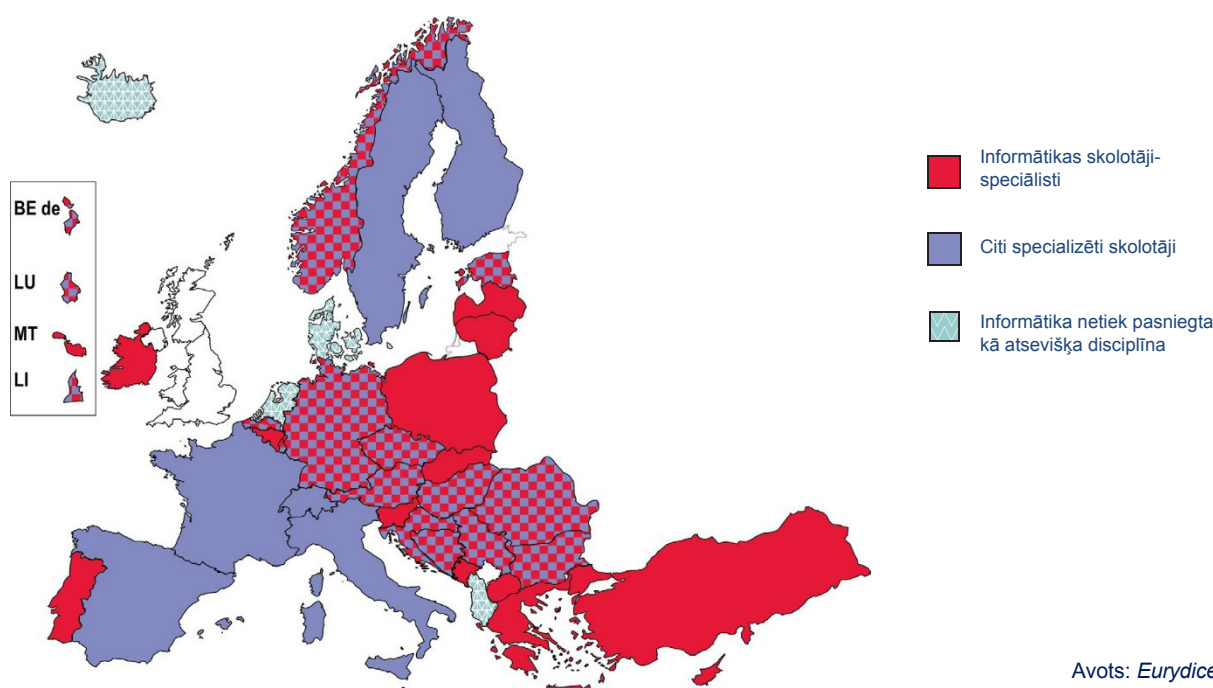 BE de
LU
MT
LI
Informātikas skolotāji-
speciālisti
Citi specializēti skolotāji
Informātika netiek pasniegta
kā atsevišķa disciplīna
Avots: Eurydice